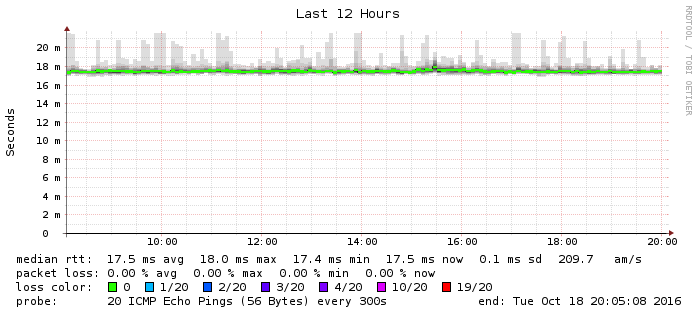 Last 12 Hours
RRDTOOL / TOBI OETIKER
Seconds
20 m
18 m
16 m
14 m
12 m
10 m
8 m
6 m
4 m
2 m
0
10:00 12:00 14:00 16:00 18:00 20:00
median rtt: 17.5 ms avg 18.0 ms max 17.4 ms min 17.5 ms now 0.1 ms sd 209.7 am/s
packet loss: 0.00 % avg 0.00 % max 0.00 % min 0.00 % now
loss color: 0 1/20 2/20 3/20 4/20 10/20 19/20
probe: 20 ICMP Echo Pings (56 Bytes) every 300s end: Tue Oct 18 20:05:08 2016